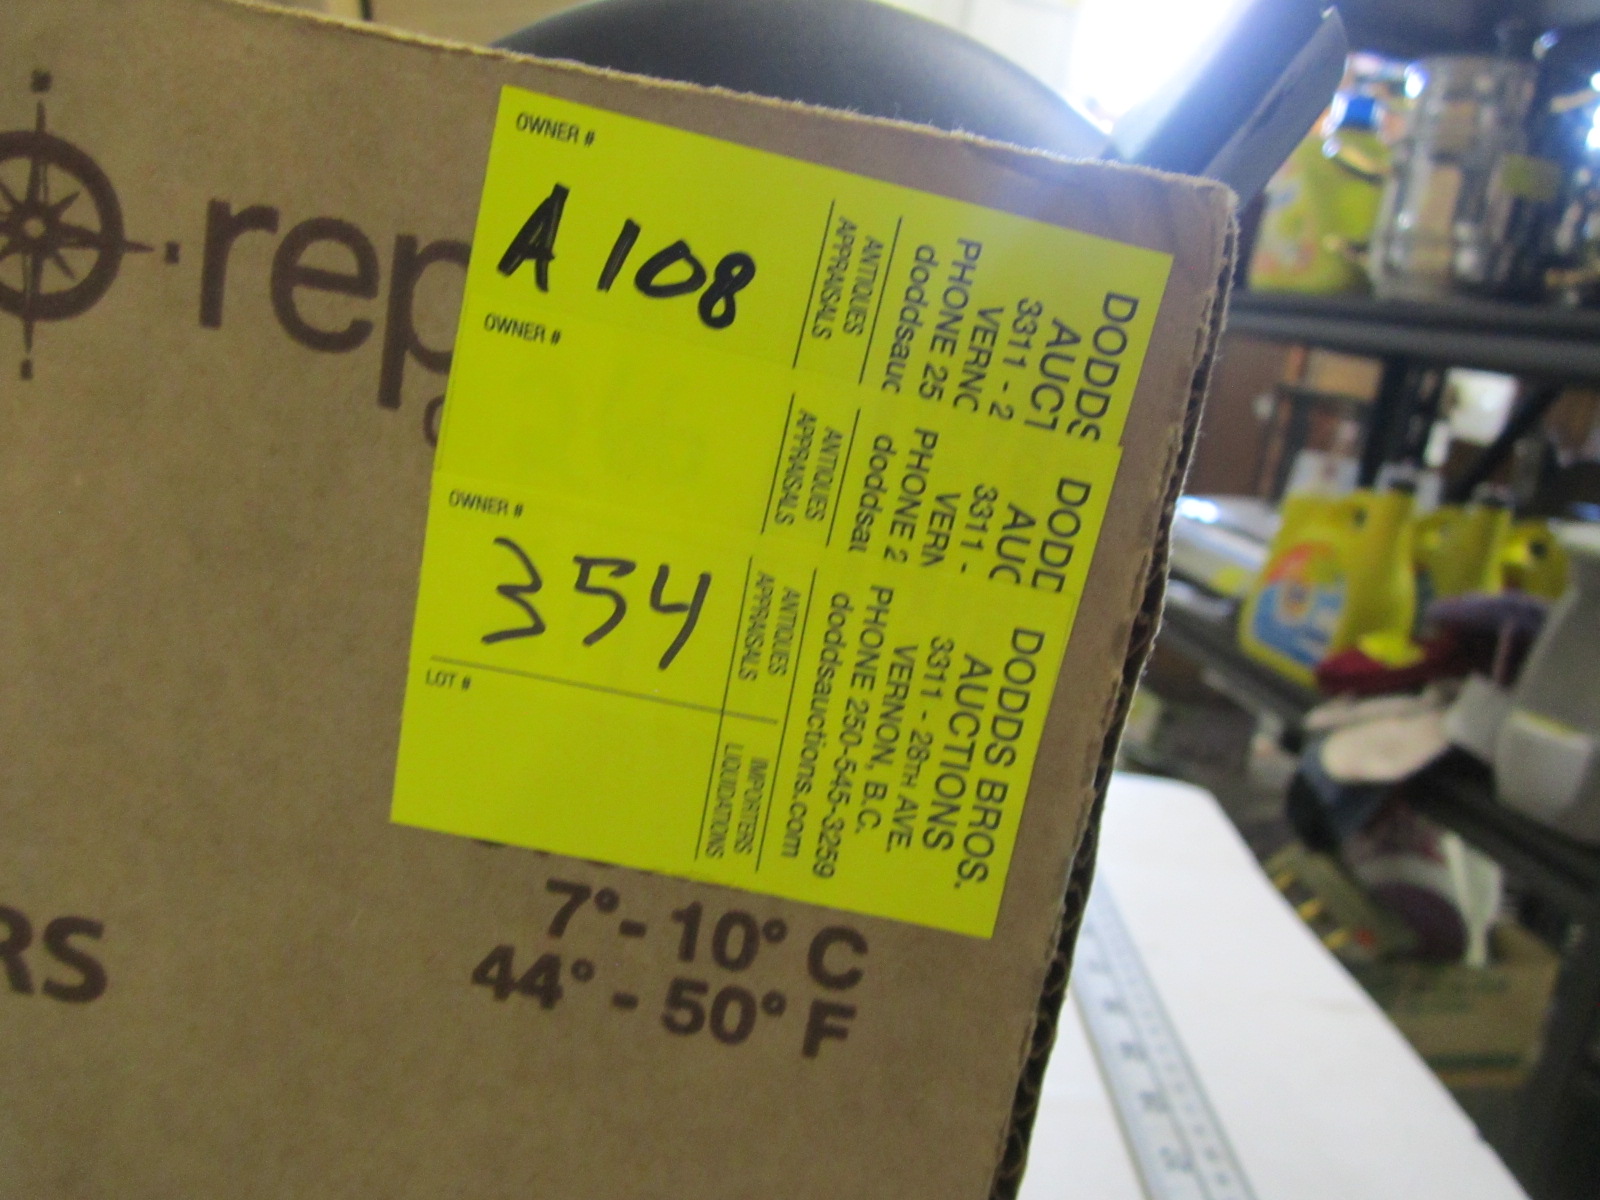 rep
OWNER #
A 108
ANTIQUES
APPRAISALS
DODDS
AUCT
3311 - 2
VERNO
PHONE 25
doddsauc
OWNER #
ANTIQUES
APPRAISALS
DODD
AUC
3311 -
VERN
PHONE 2
doddsau
OWNER #
354
ANTIQUES
APPRAISALS
LOT #
IMPORTERS
LIQUIDATIONS
DODDS BROS.
AUCTIONS
3311 - 28TH AVE.
VERNON, B.C.
PHONE 250-545-3259
doddsauctions.com
RS
7°- 10° C
44° - 50° F